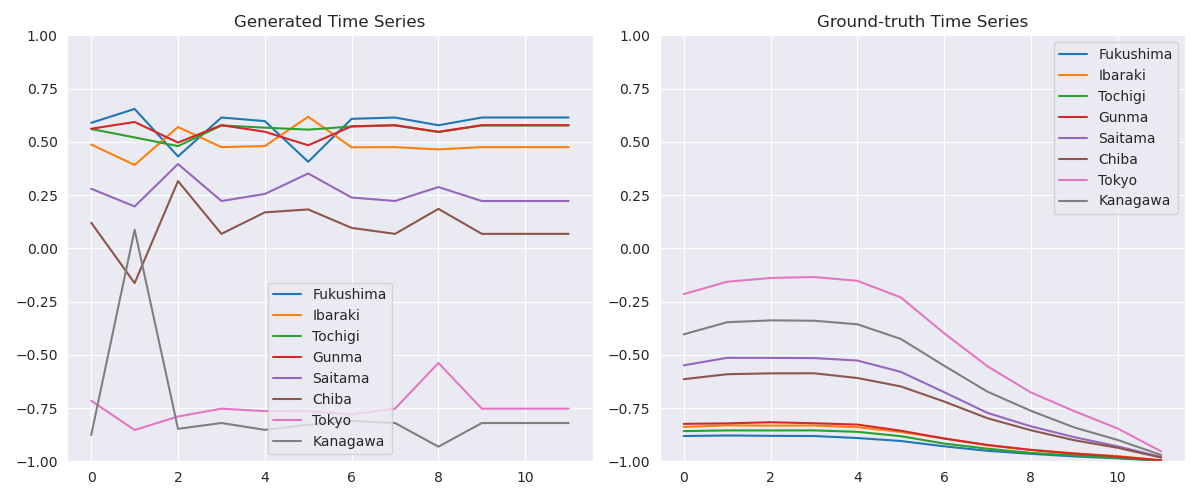 Generated Time Series
1.00
0.75
0.50
0.25
0.00
−0.25
−0.50
−0.75
−1.00
0 2 4 6 8 10
Fukushima
Ibaraki
Tochigi
Gunma
Saitama
Chiba
Tokyo
Kanagawa
Ground-truth Time Series
1.00
0.75
0.50
0.25
0.00
−0.25
−0.50
−0.75
−1.00
0 2 4 6 8 10
Fukushima
Ibaraki
Tochigi
Gunma
Saitama
Chiba
Tokyo
Kanagawa